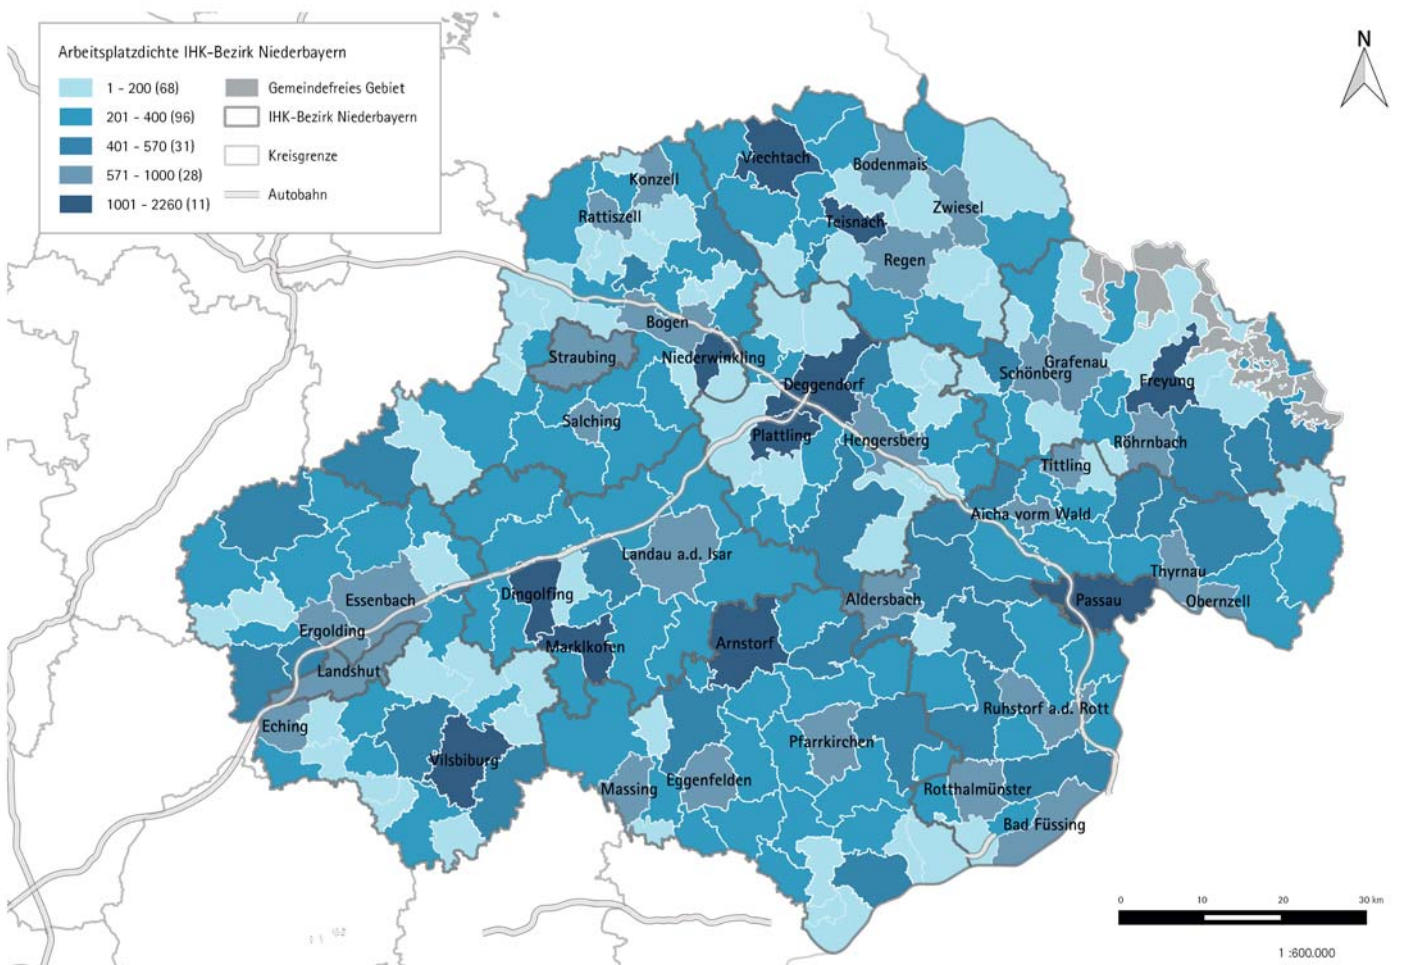 Arbeitsplatzdichte IHK-Bezirk Niederbayern
1 - 200 (68)
201 - 400 (96)
401 - 570 (31)
571 - 1000 (28)
1001 - 2260 (11)
Gemeindefreies Gebiet
IHK-Bezirk Niederbayern
Kreisgrenze
Autobahn
N
Viechtach
Bodenmais
Konzell
Zwiesel
Rattiszell
Teisnach
Regen
Bogen
Straubing
Niederwinkling
Grafenau
Schönberg
Freyung
Deggendorf
Salching
Plattling
Hengersberg
Röhrnbach
Tittling
Aicha vorm Wald
Landau a.d. Isar
Thyrnau
Dingolfing
Essenbach
Aldersbach
Passau
Obernzell
Ergolding
Marklkofen
Arnstorf
Landshut
Ruhstorf a.d. Rott
Eching
Pfarrkirchen
Vilsbiburg
Eggenfelden
Massing
Rotthalmünster
Bad Füssing
0 10 20 30 km
1 :600.000